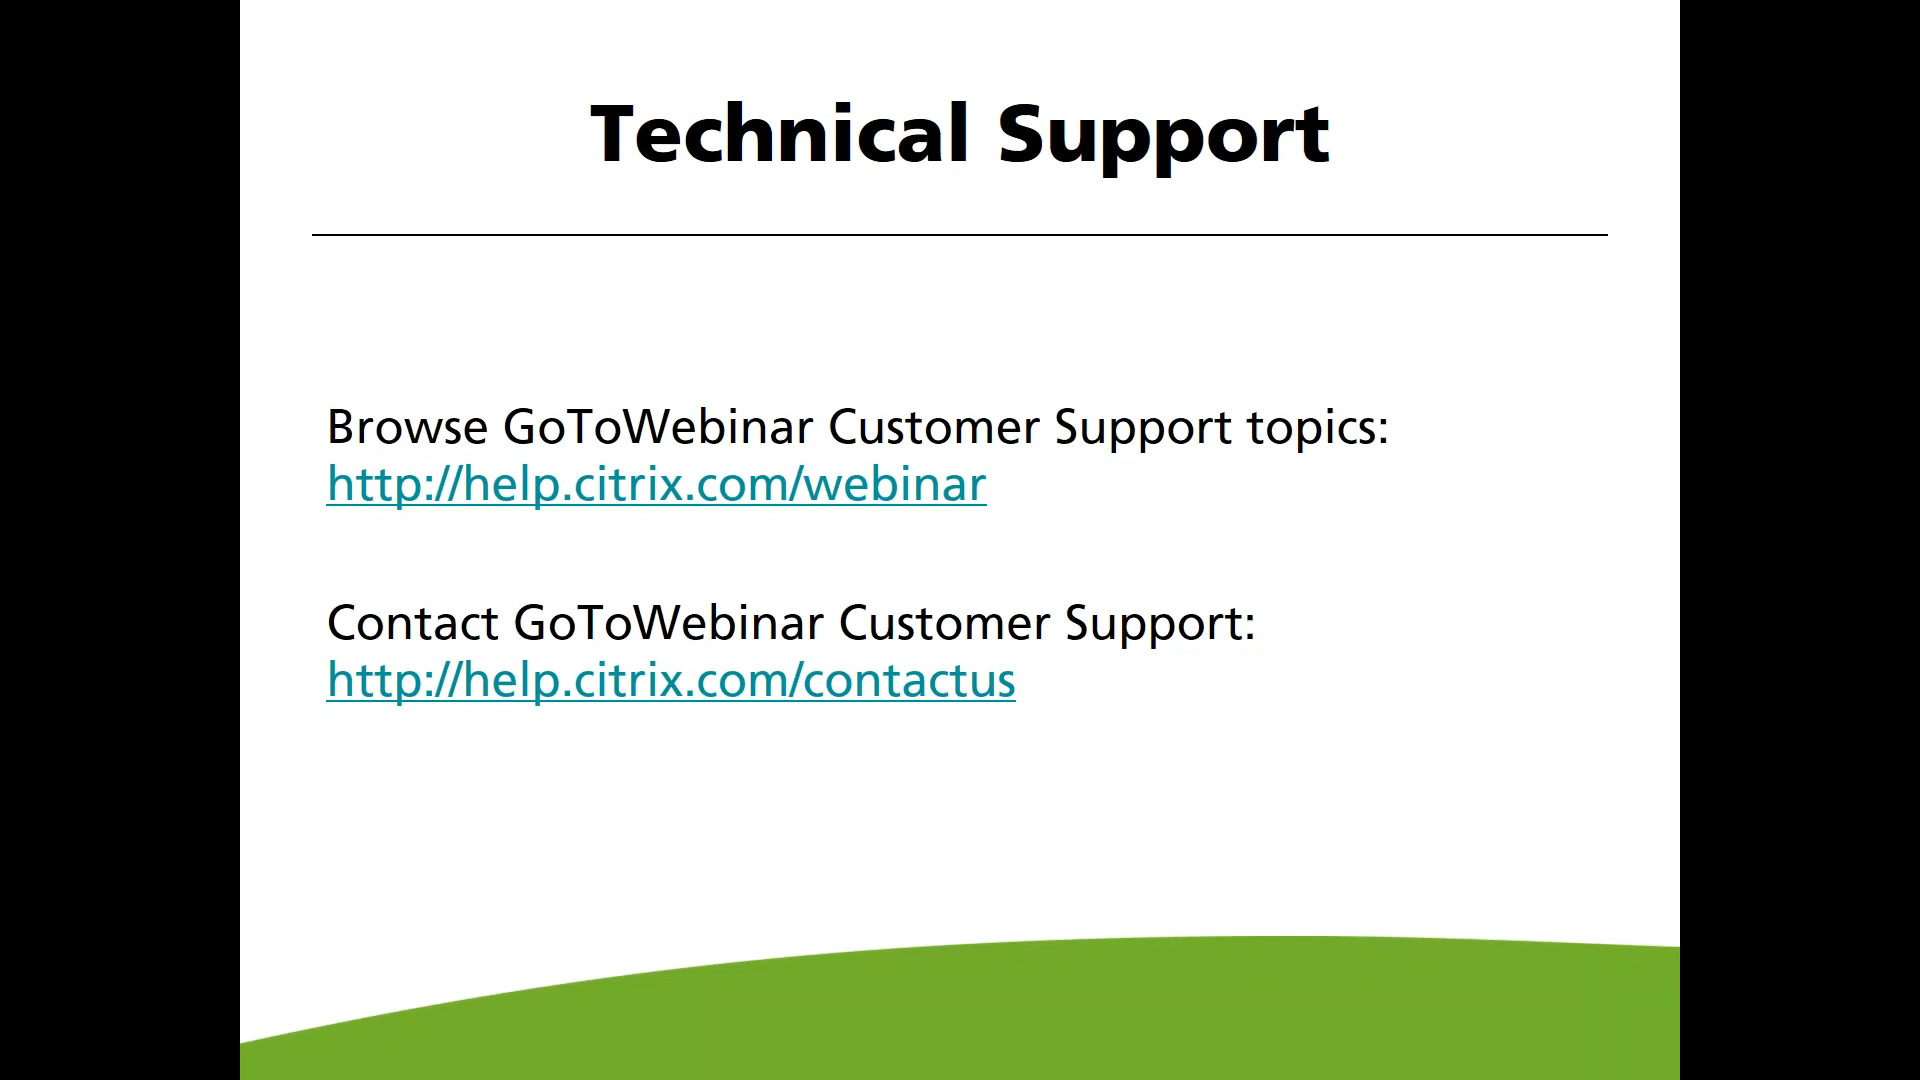 Technical Support
Browse GoToWebinar Customer Support topics:
http://help.citrix.com/webinar
Contact GoToWebinar Customer Support:
http://help.citrix.com/contactus